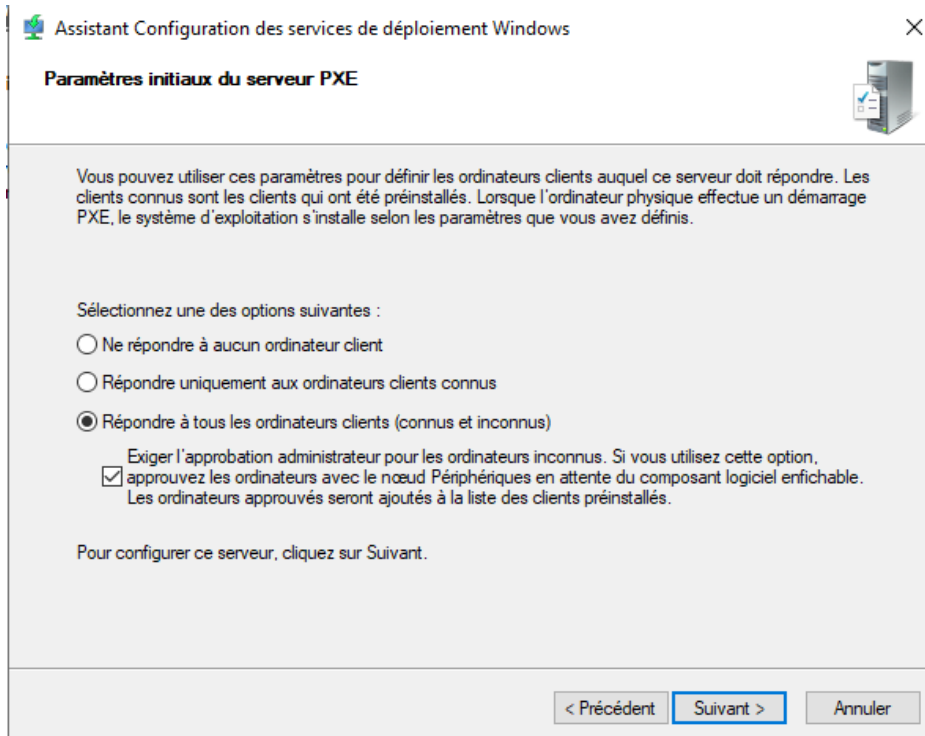 Assistant Configuration des services de déploiement Windows
Paramètres initiaux du serveur PXE
Vous pouvez utiliser ces paramètres pour définir les ordinateurs clients auquel ce serveur doit répondre. Les
clients connus sont les clients qui ont été préinstallés. Lorsque l'ordinateur physique effectue un démarrage
PXE, le système d'exploitation s'installe selon les paramètres que vous avez définis.
Sélectionnez une des options suivantes :
Ne répondre à aucun ordinateur client
Répondre uniquement aux ordinateurs clients connus
Répondre à tous les ordinateurs clients (connus et inconnus)
Exiger l'approbation administrateur pour les ordinateurs inconnus. Si vous utilisez cette option,
approuvez les ordinateurs avec le nœud Périphériques en attente du composant logiciel enfichable.
Les ordinateurs approuvés seront ajoutés à la liste des clients préinstallés.
Pour configurer ce serveur, cliquez sur Suivant.
< Précédent Suivant > Annuler